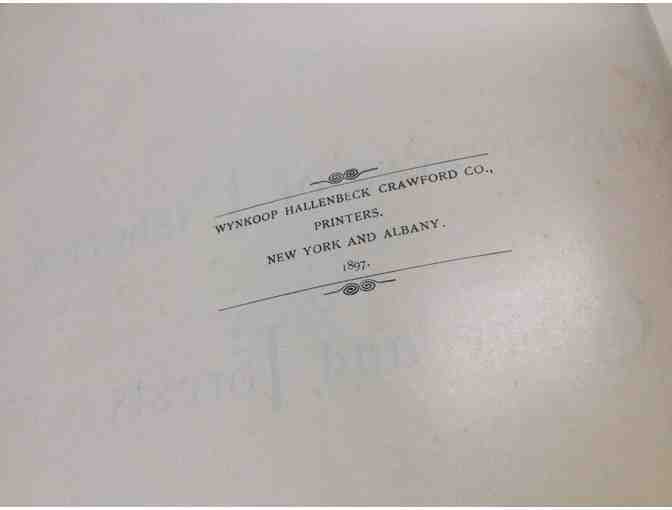 WYNKOOP HALLENBECK CRAWFORD CO.,
PRINTERS.
NEW YORK AND ALBANY.
1897.